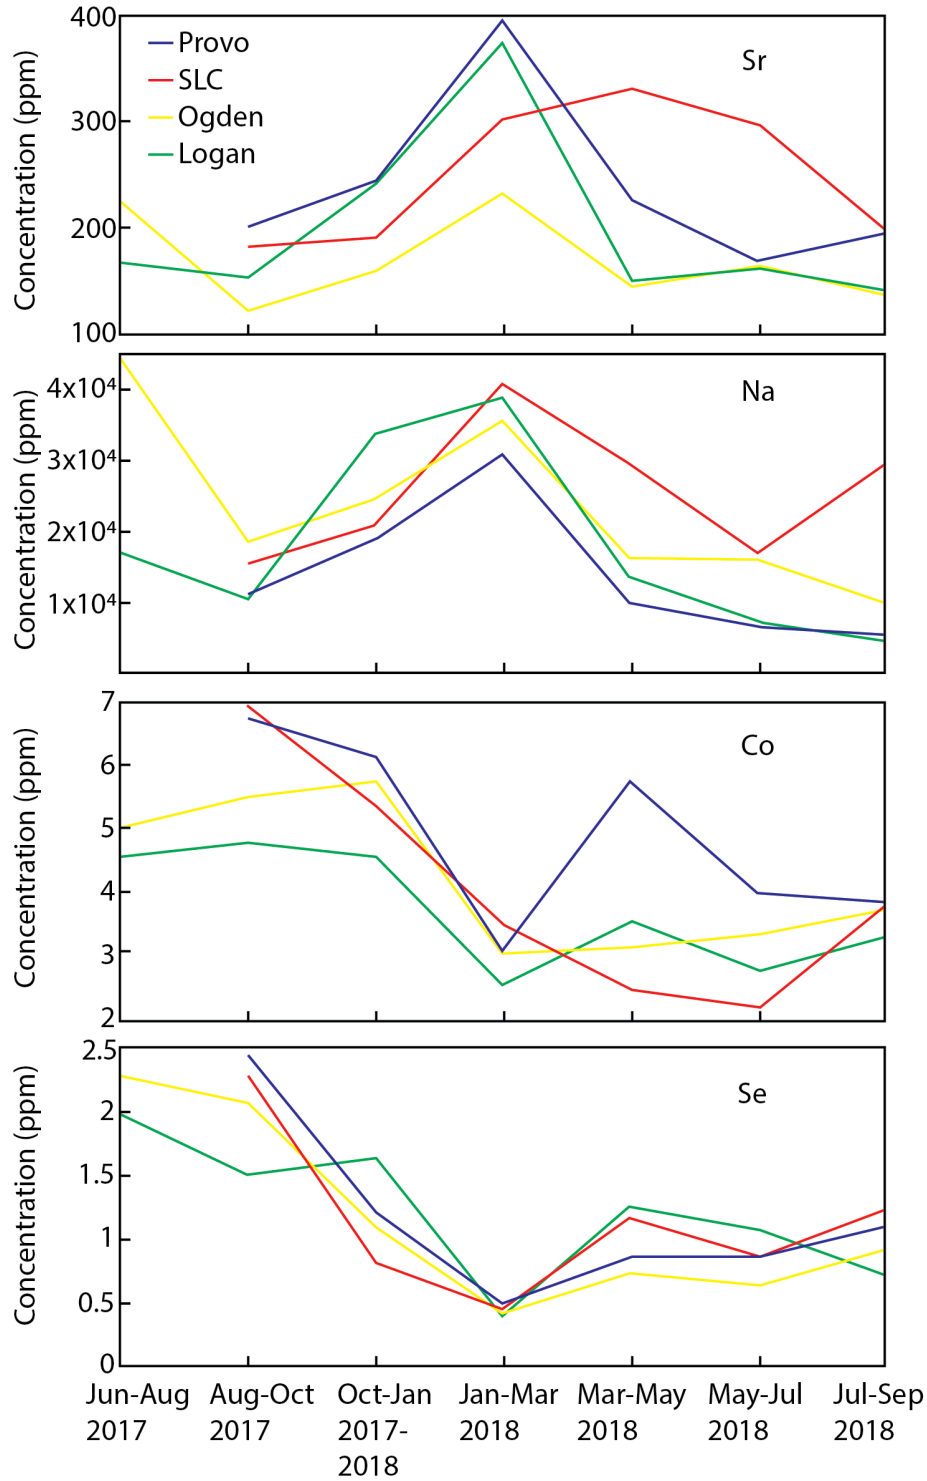 Concentration (ppm)
400
300
200
100
Provo
SLC
Ogden
Logan
Sr
Concentration (ppm)
4x10⁴
3x10⁴
2x10⁴
1x10⁴
Na
Concentration (ppm)
7
6
5
4
3
2
Co
Concentration (ppm)
2.5
2
1.5
1
0.5
0
Se
Jun-Aug Aug-Oct Oct-Jan Jan-Mar Mar-May May-Jul Jul-Sep
2017 2017 2017- 2018 2018 2018 2018
2018